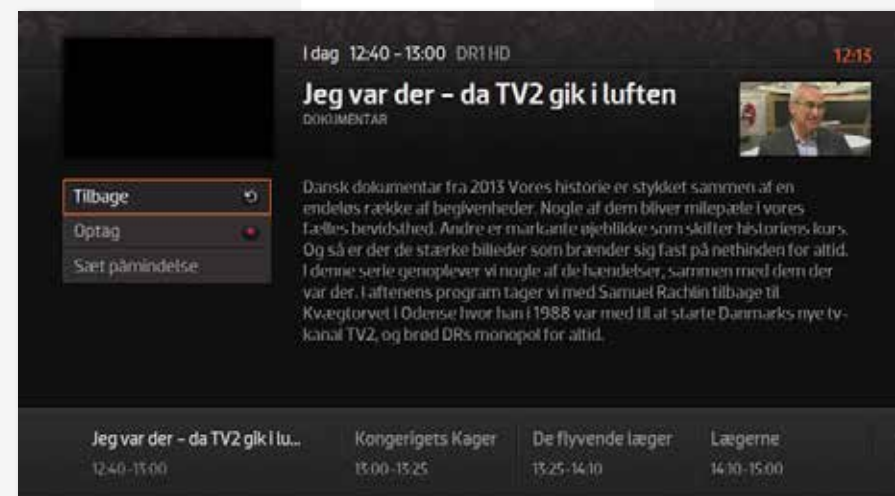 I dag 12:40 - 13:00 DR1 HD
12:13
Jeg var der - da TV2 gik i luften
DOKUMENTAR
Tilbage
Optag
Sæt påmindelse
Dansk dokumentar fra 2013 Vores historie er stykket sammen af en
endeløs række af begivenheder. Nogle af dem bliver milepæle i vores
fælles bevidsthed. Andre er markante øjeblikke som skifter historiens kurs.
Og så er der de stærke billeder som brænder sig fast på nethinden for altid.
I denne serie genoplever vi nogle af de hændelser, sammen med dem der
var der. I aftenens program tager vi med Samuel Rachlin tilbage til
Kvægtorvet i Odense hvor han i 1988 var med til at starte Danmarks nye tv-
kanal TV2, og brød DRs monopol for altid.
Jeg var der - da TV2 gik i lu...
12:40-13:00
Kongerigets Kager
13:00-13:25
De flyvende læger
13:25-14:10
Lægerne
14:10-15:00